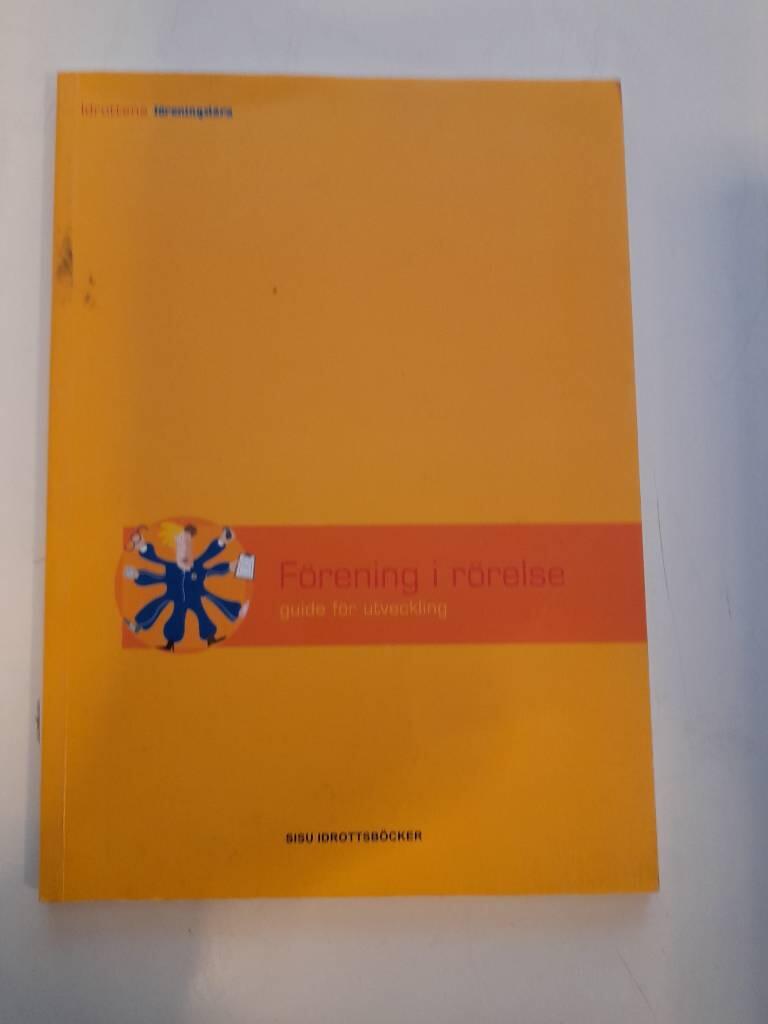 Idrottens föreningslära
Förening i rörelse
guide för utveckling
SISU IDROTTSBÖCKER